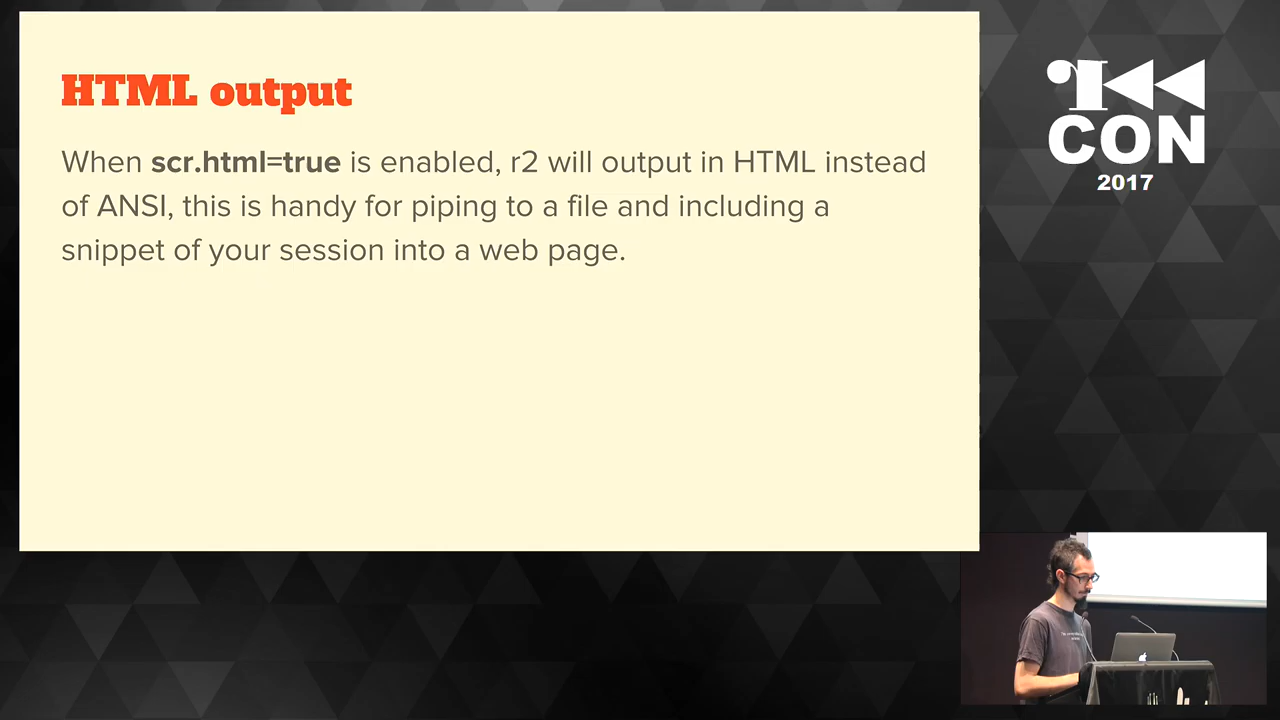 HTML output
When scr.html=true is enabled, r2 will output in HTML instead
of ANSI, this is handy for piping to a file and including a
snippet of your session into a web page.
CON
2017